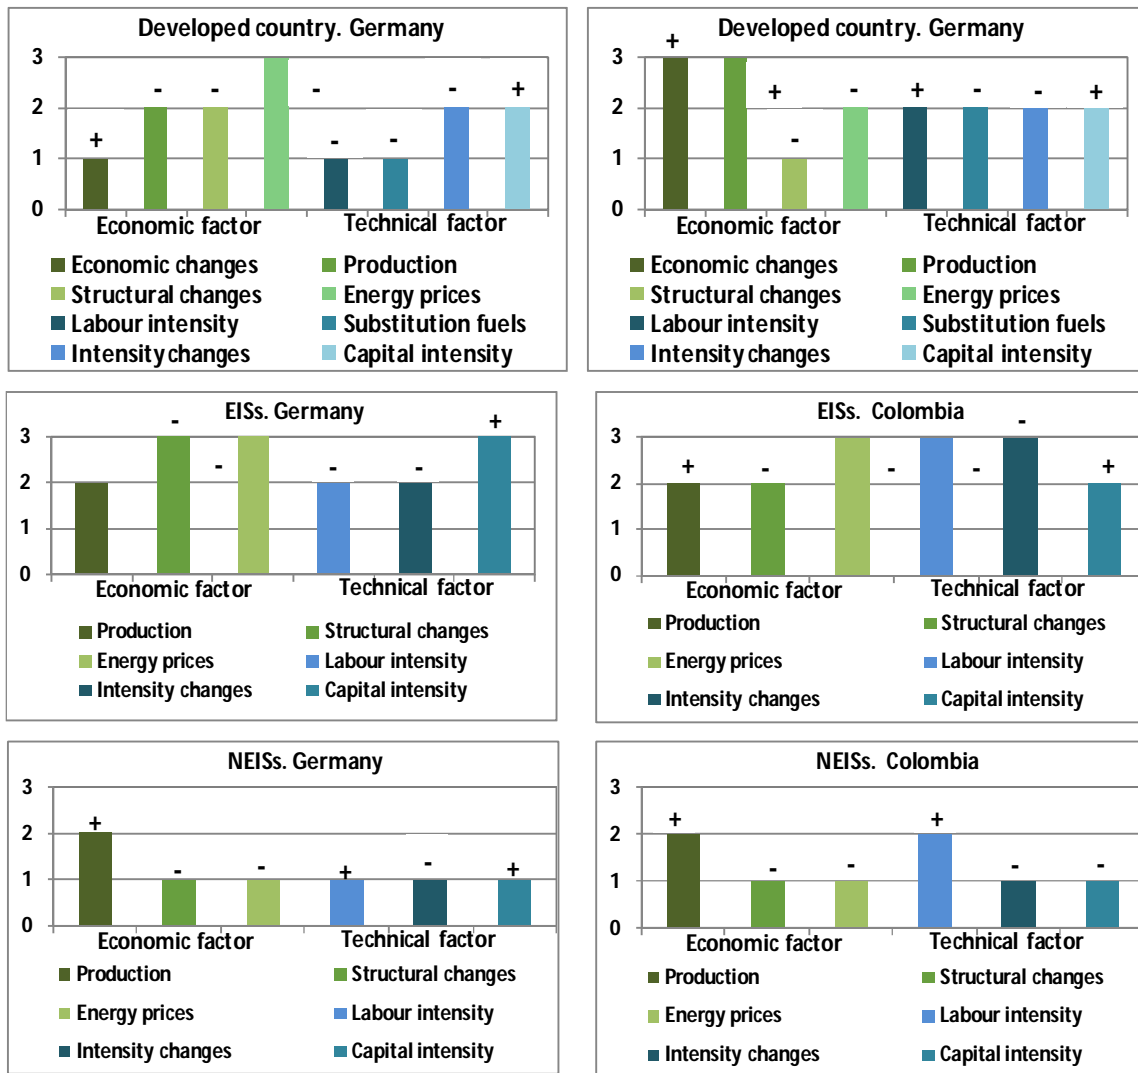 Developed country. Germany
+ - - - - - - +
3
2
1
0
Economic factor Technical factor
Economic changes Production
Structural changes Energy prices
Labour intensity Substitution fuels
Intensity changes Capital intensity
Developed country. Germany
+ + - - + - - +
3
2
1
0
Economic factor Technical factor
Economic changes Production
Structural changes Energy prices
Labour intensity Substitution fuels
Intensity changes Capital intensity
EISs. Germany
- - - - +
3
2
1
0
Economic factor Technical factor
Production Structural changes
Energy prices Labour intensity
Intensity changes Capital intensity
EISs. Colombia
+ - - - - +
3
2
1
0
Economic factor Technical factor
Production Structural changes
Energy prices Labour intensity
Intensity changes Capital intensity
NEISs. Germany
+ - - + - +
3
2
1
0
Economic factor Technical factor
Production Structural changes
Energy prices Labour intensity
Intensity changes Capital intensity
NEISs. Colombia
+ - - + - -
3
2
1
0
Economic factor Technical factor
Production Structural changes
Energy prices Labour intensity
Intensity changes Capital intensity